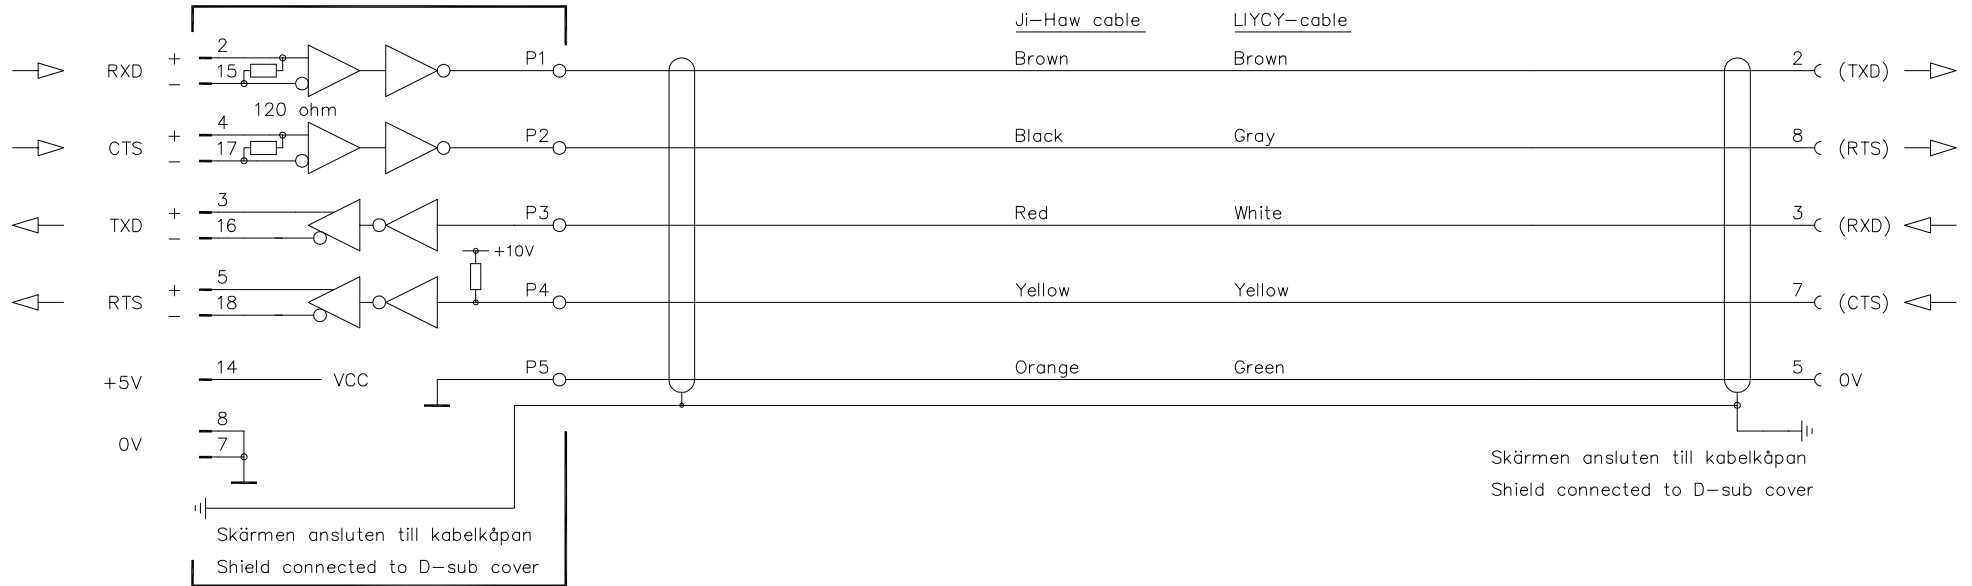 Ji-Haw cable LIYCY-cable
RXD + 2 P1 Brown Brown 2 (TXD)
- 15
120 ohm
CTS + 4 P2 Black Gray 8 (RTS)
- 17
TXD + 3 P3 Red White 3 (RXD)
- 16
+10V
RTS + 5 P4 Yellow Yellow 7 (CTS)
- 18
+5V 14 VCC P5 Orange Green 5 0V
0V 8
7
Skärmen ansluten till kabelkåpan
Shield connected to D-sub cover
Skärmen ansluten till kabelkåpan
Shield connected to D-sub cover